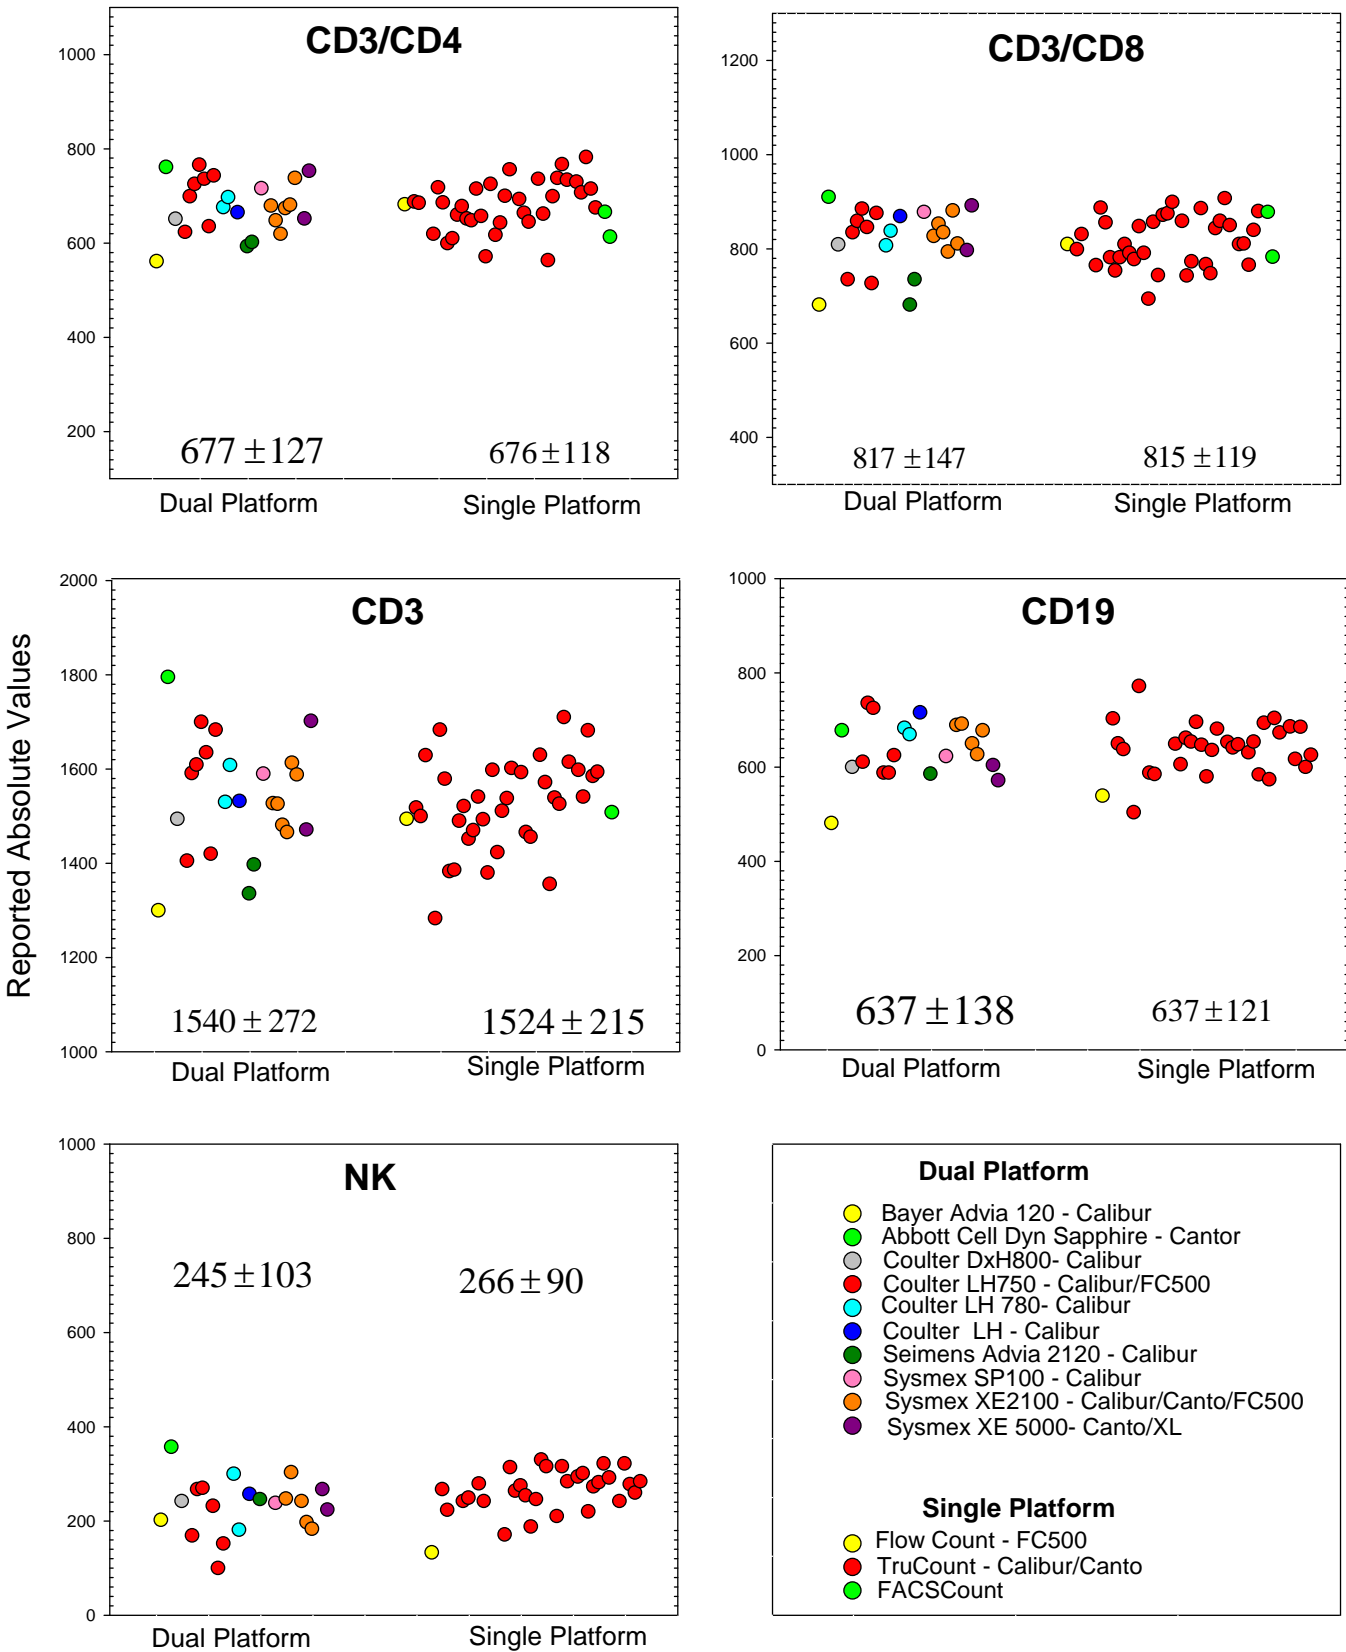 CD3/CD4
1000
800
600
400
200
677 ±127
676±118
Dual Platform
Single Platform
CD3/CD8
1200
1000
800
600
400
817 ±147
815 ±119
Dual Platform
Single Platform
Reported Absolute Values
CD3
2000
1800
1600
1400
1200
1000
1540 ±272
1524 ±215
Dual Platform
Single Platform
CD19
1000
800
600
400
200
0
637 ±138
637 ±121
Dual Platform
Single Platform
NK
1000
800
600
400
200
0
245 ±103
266 ±90
Dual Platform
Single Platform
Dual Platform
Bayer Advia 120 - Calibur
Abbott Cell Dyn Sapphire - Cantor
Coulter DxH800- Calibur
Coulter LH750 - Calibur/FC500
Coulter LH 780- Calibur
Coulter LH - Calibur
Seimens Advia 2120 - Calibur
Sysmex SP100 - Calibur
Sysmex XE2100 - Calibur/Canto/FC500
Sysmex XE 5000- Canto/XL
Single Platform
Flow Count - FC500
TruCount - Calibur/Canto
FACSCount